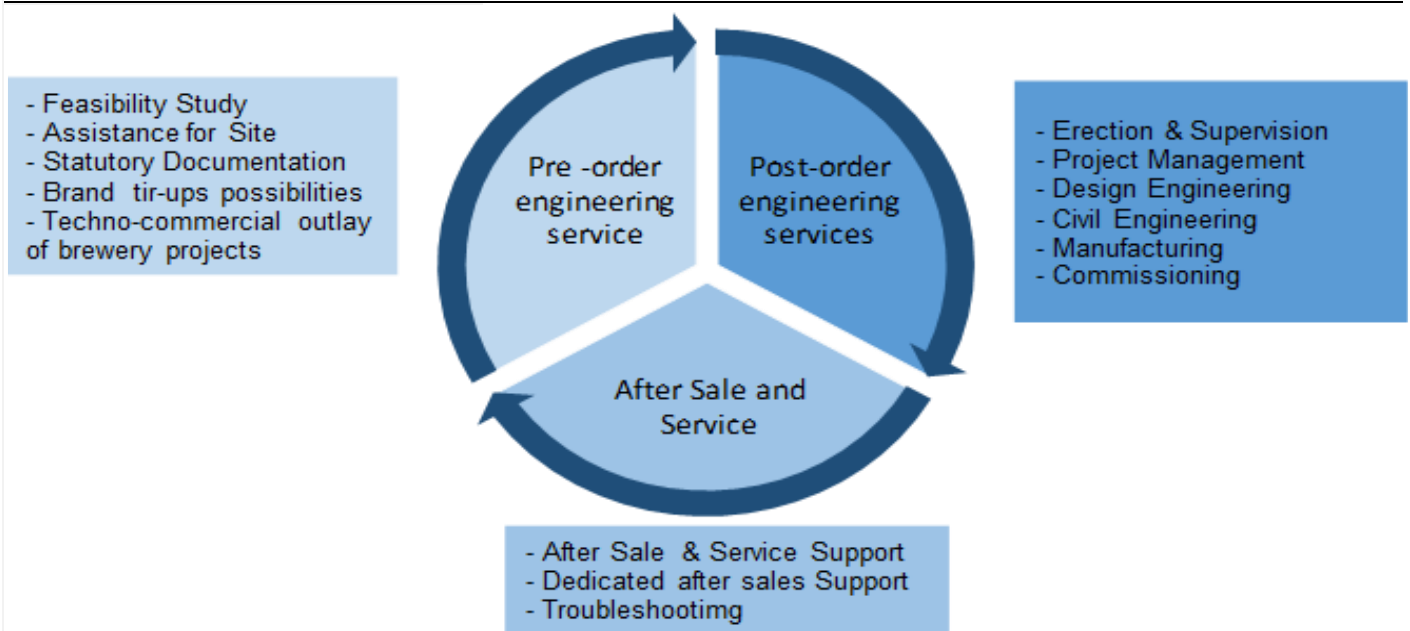 - Feasibility Study
- Assistance for Site
- Statutory Documentation
- Brand tir-ups possibilities
- Techno-commercial outlay
of brewery projects
Pre -order
engineering
service
Post-order
engineering
services
- Erection & Supervision
- Project Management
- Design Engineering
- Civil Engineering
- Manufacturing
- Commissioning
After Sale and
Service
- After Sale & Service Support
- Dedicated after sales Support
- Troubleshootimg